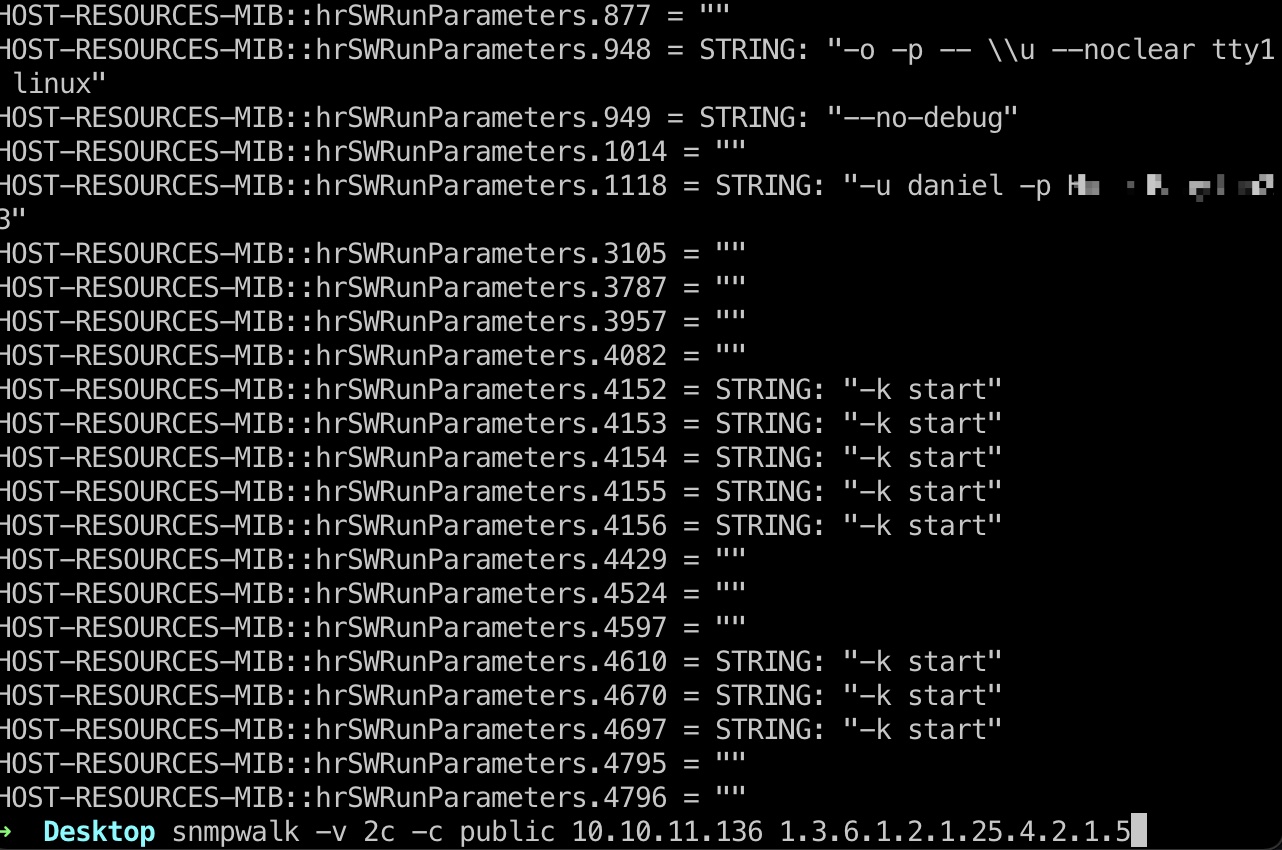 HOST-RESOURCES-MIB::hrSWRunParameters.877 = ""
HOST-RESOURCES-MIB::hrSWRunParameters.948 = STRING: "-o -p -- \\u --noclear tty1
 linux"
HOST-RESOURCES-MIB::hrSWRunParameters.949 = STRING: "--no-debug"
HOST-RESOURCES-MIB::hrSWRunParameters.1014 = ""
HOST-RESOURCES-MIB::hrSWRunParameters.1118 = STRING: "-u daniel -p
3"
HOST-RESOURCES-MIB::hrSWRunParameters.3105 = ""
HOST-RESOURCES-MIB::hrSWRunParameters.3787 = ""
HOST-RESOURCES-MIB::hrSWRunParameters.3957 = ""
HOST-RESOURCES-MIB::hrSWRunParameters.4082 = ""
HOST-RESOURCES-MIB::hrSWRunParameters.4152 = STRING: "-k start"
HOST-RESOURCES-MIB::hrSWRunParameters.4153 = STRING: "-k start"
HOST-RESOURCES-MIB::hrSWRunParameters.4154 = STRING: "-k start"
HOST-RESOURCES-MIB::hrSWRunParameters.4155 = STRING: "-k start"
HOST-RESOURCES-MIB::hrSWRunParameters.4156 = STRING: "-k start"
HOST-RESOURCES-MIB::hrSWRunParameters.4429 = ""
HOST-RESOURCES-MIB::hrSWRunParameters.4524 = ""
HOST-RESOURCES-MIB::hrSWRunParameters.4597 = ""
HOST-RESOURCES-MIB::hrSWRunParameters.4610 = STRING: "-k start"
HOST-RESOURCES-MIB::hrSWRunParameters.4670 = STRING: "-k start"
HOST-RESOURCES-MIB::hrSWRunParameters.4697 = STRING: "-k start"
HOST-RESOURCES-MIB::hrSWRunParameters.4795 = ""
HOST-RESOURCES-MIB::hrSWRunParameters.4796 = ""
→ Desktop snmpwalk -v 2c -c public 10.10.11.136 1.3.6.1.2.1.25.4.2.1.5